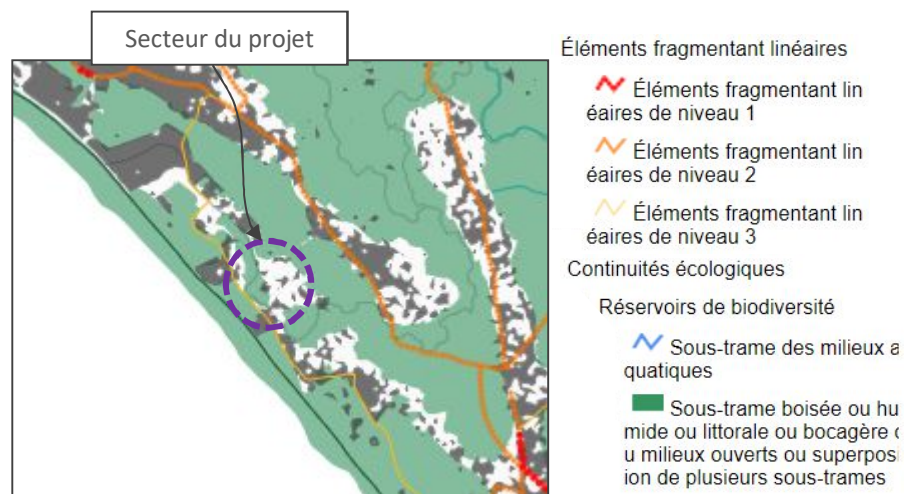 Secteur du projet
Éléments fragmentant linéaires
Éléments fragmentant lin
éaires de niveau 1
Éléments fragmentant lin
éaires de niveau 2
Éléments fragmentant lin
éaires de niveau 3
Continuités écologiques
Réservoirs de biodiversité
Sous-trame des milieux a
quatiques
Sous-trame boisée ou hu
mide ou littorale ou bocagère o
u milieux ouverts ou superposi
ion de plusieurs sous-trames